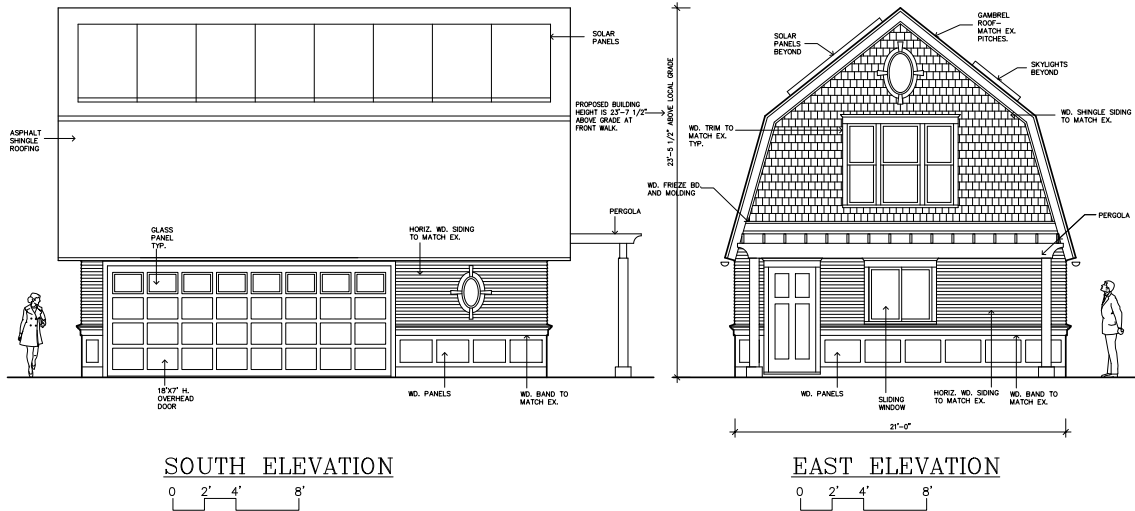 SOLAR
PANELS
ASPHALT
SHINGLE
ROOFING
GLASS
PANEL
TYP.
HORIZ. WD. SIDING
TO MATCH EX.
PERGOLA
18'X7' H.
OVERHEAD
DOOR
WD. PANELS
WD. BAND TO
MATCH EX.
SOUTH ELEVATION
0 2' 4' 8'
PROPOSED BUILDING
HEIGHT IS 23'-7 1/2"
ABOVE GRADE AT
FRONT WALK.
23'-5 1/2" ABOVE LOCAL GRADE
SOLAR
PANELS
BEYOND
GAMBREL
ROOF-
MATCH EX.
PITCHES.
SKYLIGHTS
BEYOND
WD. TRIM TO
MATCH EX.
TYP.
WD. SHINGLE SIDING
TO MATCH EX.
WD. FRIEZE BD.
AND MOLDING
PERGOLA
WD. PANELS
SLIDING
WINDOW
HORIZ. WD. SIDING
TO MATCH EX.
WD. BAND TO
MATCH EX.
21'-0"
EAST ELEVATION
0 2' 4' 8'